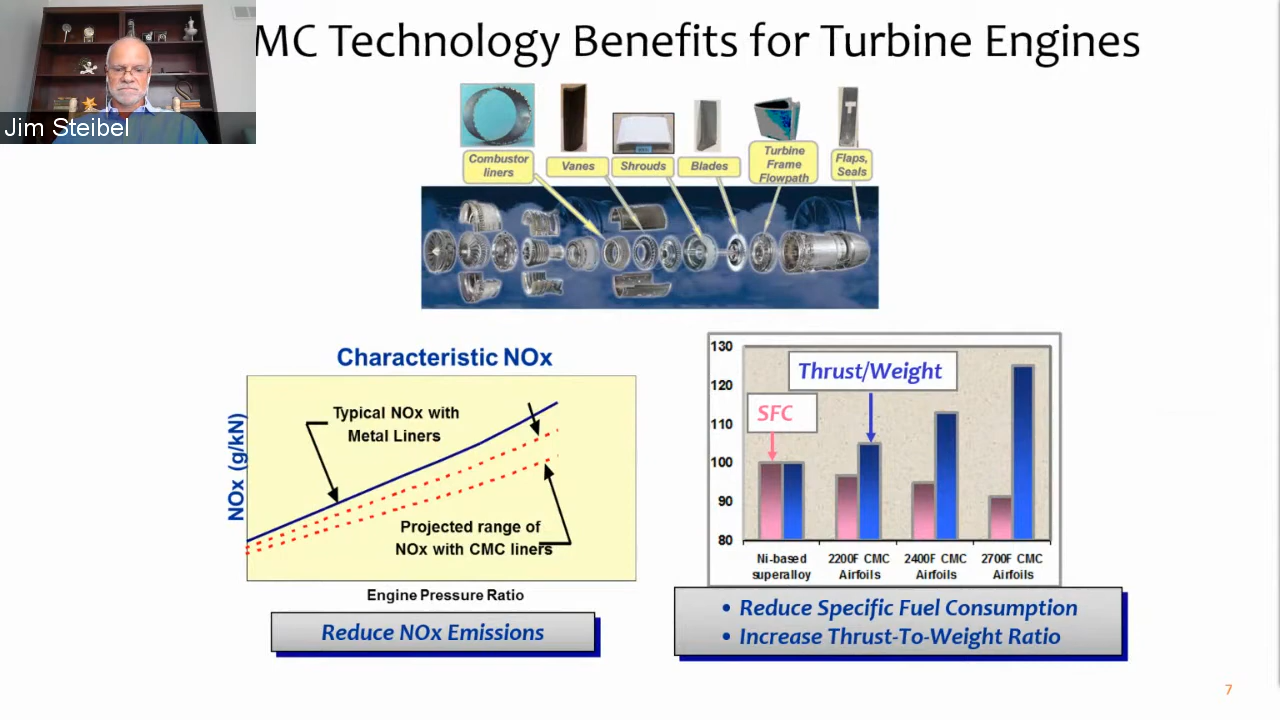 MC Technology Benefits for Turbine Engines
Jim Steibel
Combustor
liners
Vanes
Shrouds
Blades
Turbine
Frame
Flowpath
Flaps,
Seals
Characteristic NOx
NOx (g/kN)
Typical NOx with
Metal Liners
Projected range of
NOx with CMC liners
Engine Pressure Ratio
Reduce NOx Emissions
130
120
110
100
90
80
Thrust/Weight
SFC
Ni-based
superalloy
2200F CMC
Airfoils
2400F CMC
Airfoils
2700F CMC
Airfoils
• Reduce Specific Fuel Consumption
• Increase Thrust-To-Weight Ratio
7